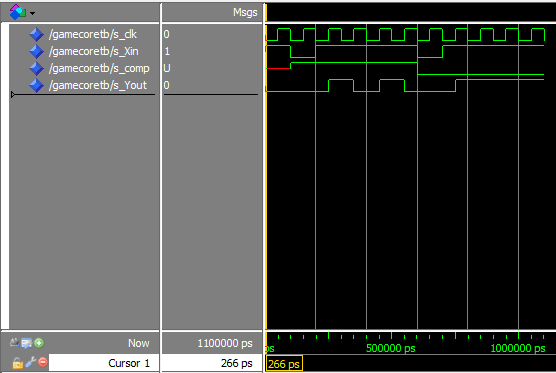 Msgs
/gamecoretb/s_clk 0
/gamecoretb/s_Xin 1
/gamecoretb/s_comp U
/gamecoretb/s_Yout 0
Now 1100000 ps ps 500000 ps 1000000 ps
Cursor 1 266 ps 266 ps